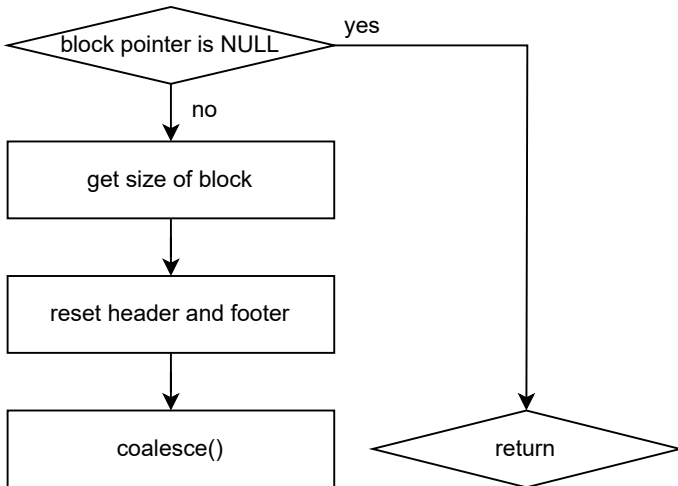 block pointer is NULL
yes
no
get size of block
reset header and footer
coalesce()
return